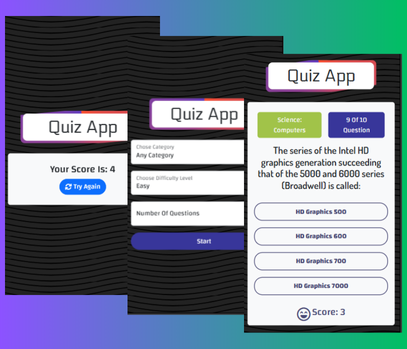 Quiz App
Your Score Is: 4
Try Again
Quiz App
Chose Category
Any Category
Chose Difficulty Level
Easy
Number Of Questions
Start
Quiz App
Science:
Computers
9 Of 10
Question
The series of the Intel HD
graphics generation succeeding
that of the 5000 and 6000 series
(Broadwell) is called:
HD Graphics 500
HD Graphics 600
HD Graphics 700
HD Graphics 7000
Score: 3